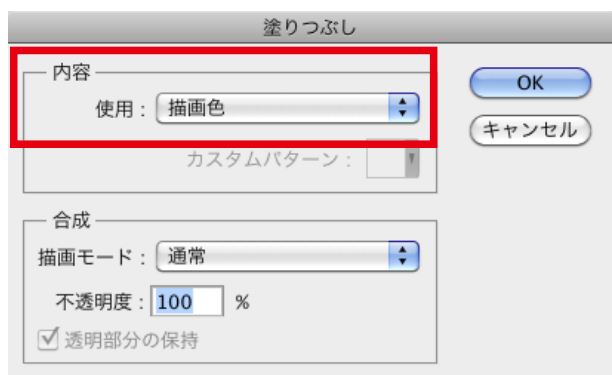 塗りつぶし
内容
使用：描画色
カスタムパターン：
OK
キャンセル
合成
描画モード：通常
不透明度：100 %
透明部分の保持